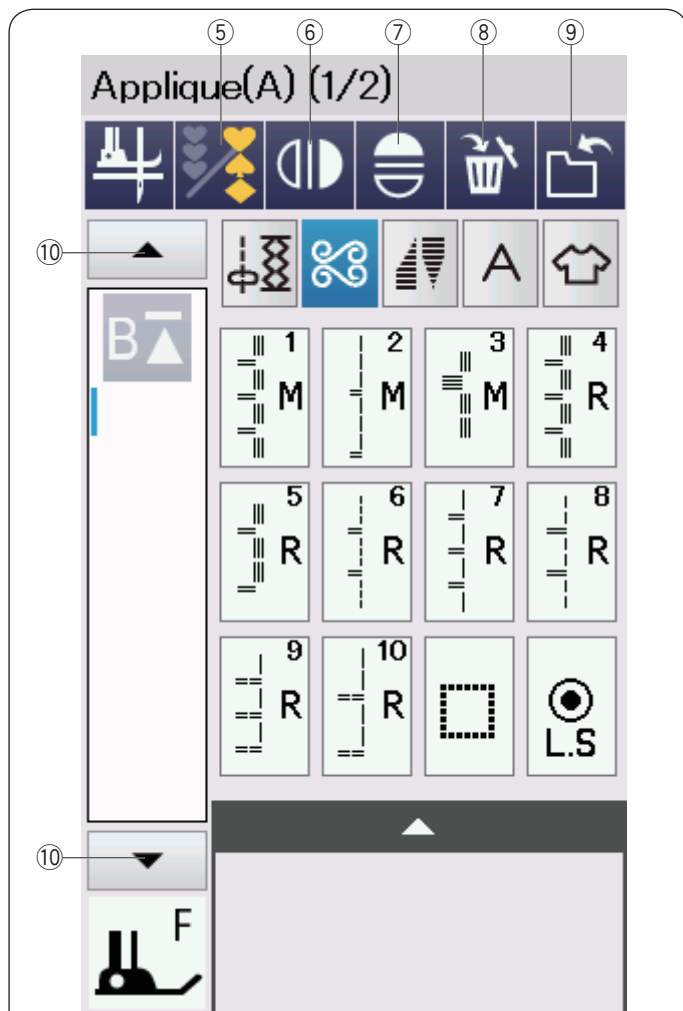 ⑤ ⑥ ⑦ ⑧ ⑨
Applique(A) (1/2)
⑩
B
1 M 2 M 3 M 4 R
5 R 6 R 7 R 8 R
9 R 10 R L.S
⑩
F
A